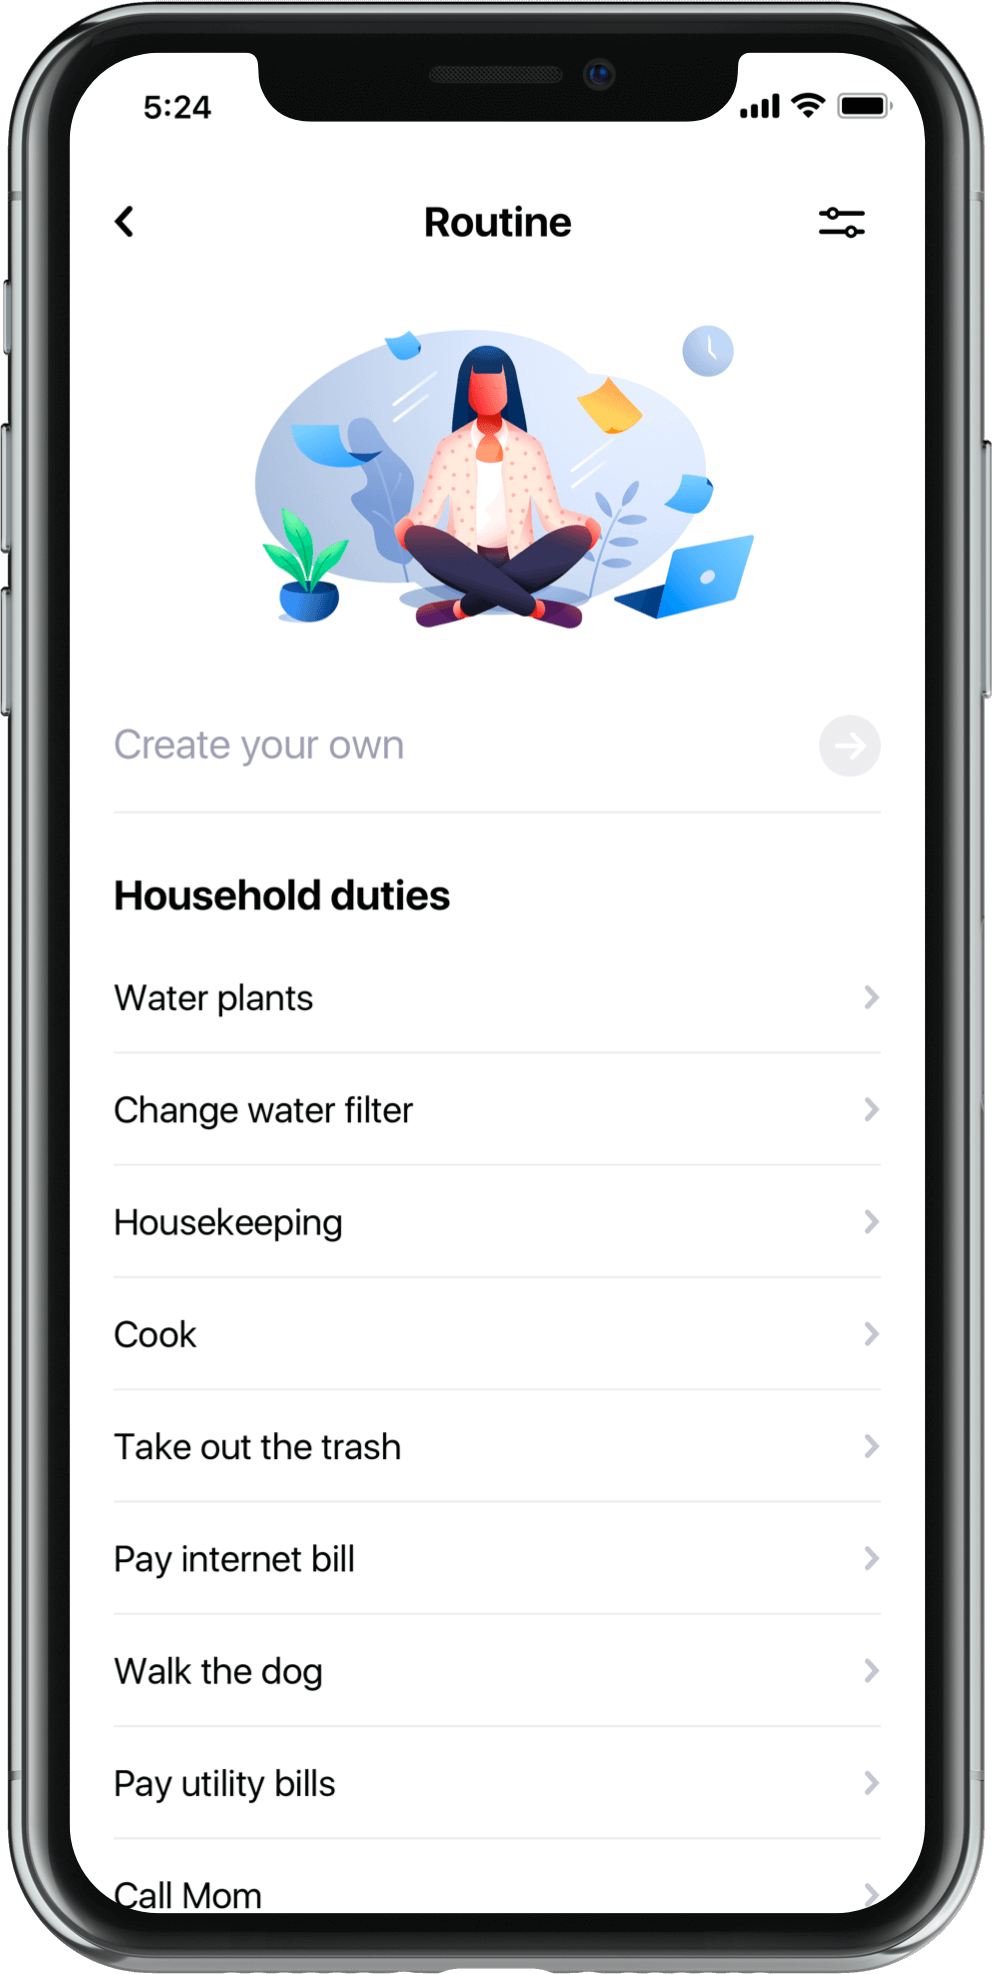 5:24
Routine
Create your own
Household duties
Water plants
Change water filter
Housekeeping
Cook
Take out the trash
Pay internet bill
Walk the dog
Pay utility bills
Call Mom